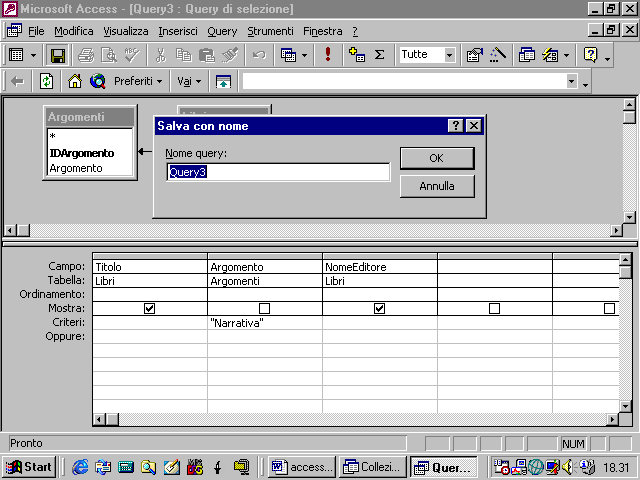 Microsoft Access - [Query3 : Query di selezione]
File Modifica Visualizza Inserisci Query Strumenti Finestra ?
Tutte
Preferiti Vai
Argomenti
*
IDArgomento
Argomento
Salva con nome
Nome query:
Query3
OK
Annulla
Campo: Titolo Argomento NomeEditore
Tabella: Libri Argomenti Libri
Ordinamento:
Mostra:
Criteri: "Narrativa"
Oppure:
Pronto NUM
Start access... Collezi... Quer... 18.31